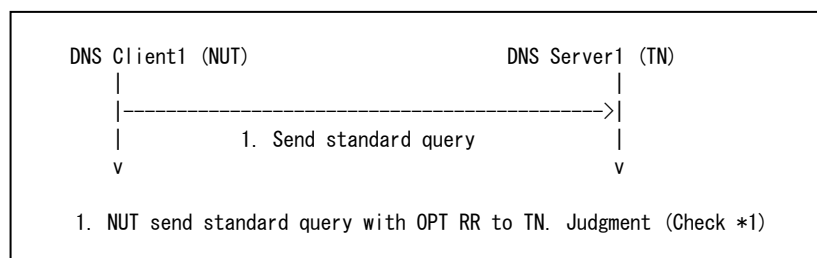 DNS Client1 (NUT) DNS Server1 (TN)
| |
|---------------------------------------------->|
| 1. Send standard query |
v v
1. NUT send standard query with OPT RR to TN. Judgment (Check *1)